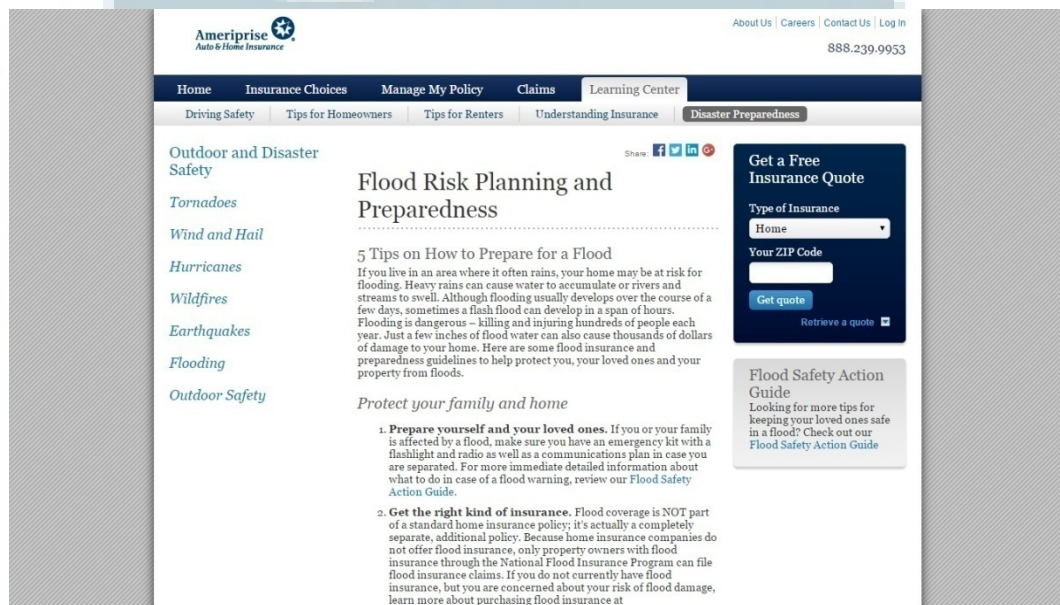 Ameriprise
Auto & Home Insurance
About Us | Careers | Contact Us | Log In
888.239.9953
Home Insurance Choices Manage My Policy Claims Learning Center
Driving Safety Tips for Homeowners Tips for Renters Understanding Insurance Disaster Preparedness
Outdoor and Disaster
Safety
Tornadoes
Wind and Hail
Hurricanes
Wildfires
Earthquakes
Flooding
Outdoor Safety
Share:
Flood Risk Planning and
Preparedness
5 Tips on How to Prepare for a Flood
If you live in an area where it often rains, your home may be at risk for
flooding. Heavy rains can cause water to accumulate or rivers and
streams to swell. Although flooding usually develops over the course of a
few days, sometimes a flash flood can develop in a span of hours.
Flooding is dangerous – killing and injuring hundreds of people each
year. Just a few inches of flood water can also cause thousands of dollars
of damage to your home. Here are some flood insurance and
preparedness guidelines to help protect you, your loved ones and your
property from floods.
Protect your family and home
1. Prepare yourself and your loved ones. If you or your family
is affected by a flood, make sure you have an emergency kit with a
flashlight and radio as well as a communications plan in case you
are separated. For more immediate detailed information about
what to do in case of a flood warning, review our Flood Safety
Action Guide.
2. Get the right kind of insurance. Flood coverage is NOT part
of a standard home insurance policy; it's actually a completely
separate, additional policy. Because home insurance companies do
not offer flood insurance, only property owners with flood
insurance through the National Flood Insurance Program can file
flood insurance claims. If you do not currently have flood
insurance, but you are concerned about your risk of flood damage,
learn more about purchasing flood insurance at
Get a Free
Insurance Quote
Type of Insurance
Home
Your ZIP Code
Get quote
Retrieve a quote
Flood Safety Action
Guide
Looking for more tips for
keeping your loved ones safe
in a flood? Check out our
Flood Safety Action Guide